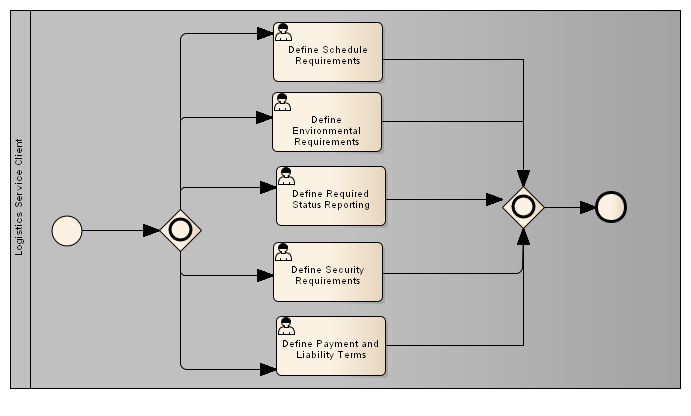 Logistics Service Client
Define Schedule
Requirements
Define
Environmental
Requirements
Define Required
Status Reporting
Define Security
Requirements
Define Payment and
Liability Terms